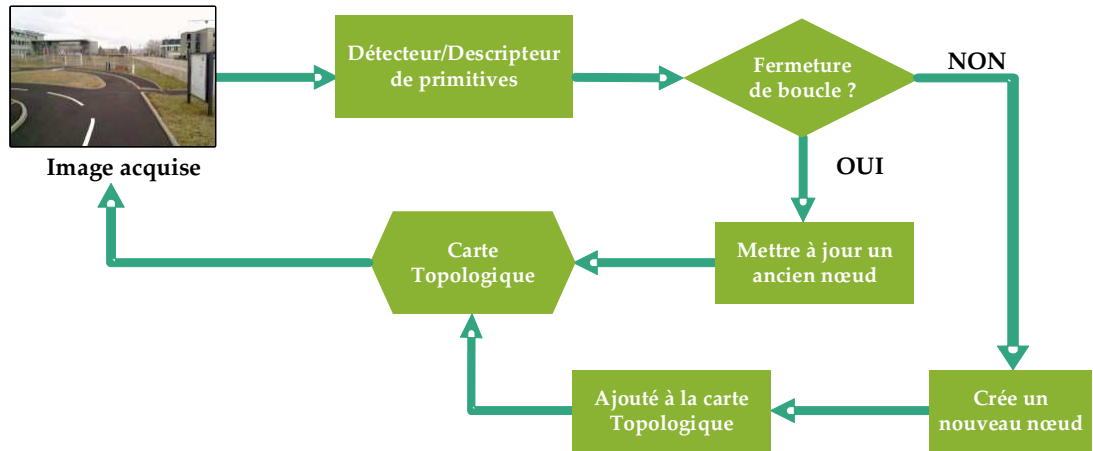 Détecteur/Descripteur
de primitives
Fermeture
de boucle ?
NON
Image acquise
OUI
Carte
Topologique
Mettre à jour un
ancien nœud
Ajouté à la carte
Topologique
Crée un
nouveau nœud